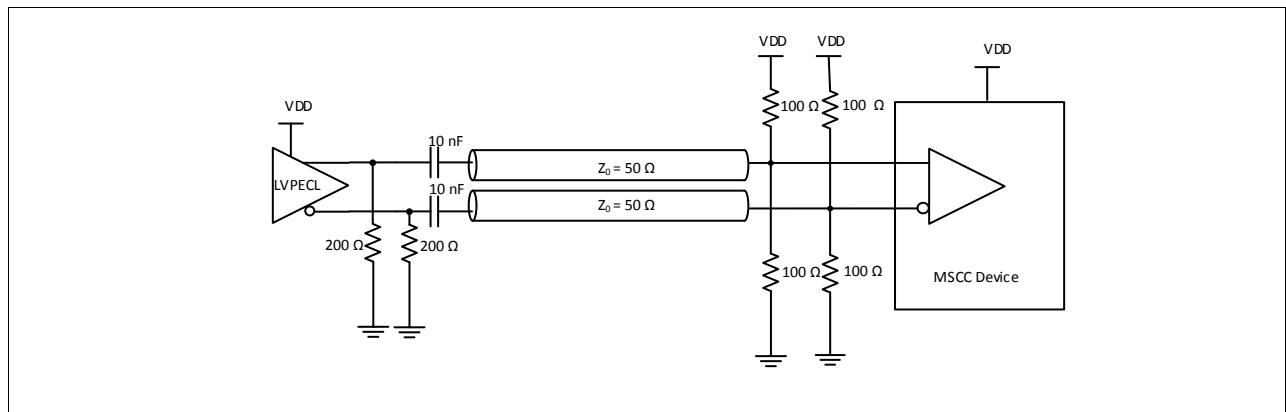 VDD
VDD
VDD
VDD
100 Ω
100 Ω
10 nF
LVPECL
Z₀ = 50 Ω
10 nF
Z₀ = 50 Ω
200 Ω
200 Ω
100 Ω
100 Ω
MSCC Device